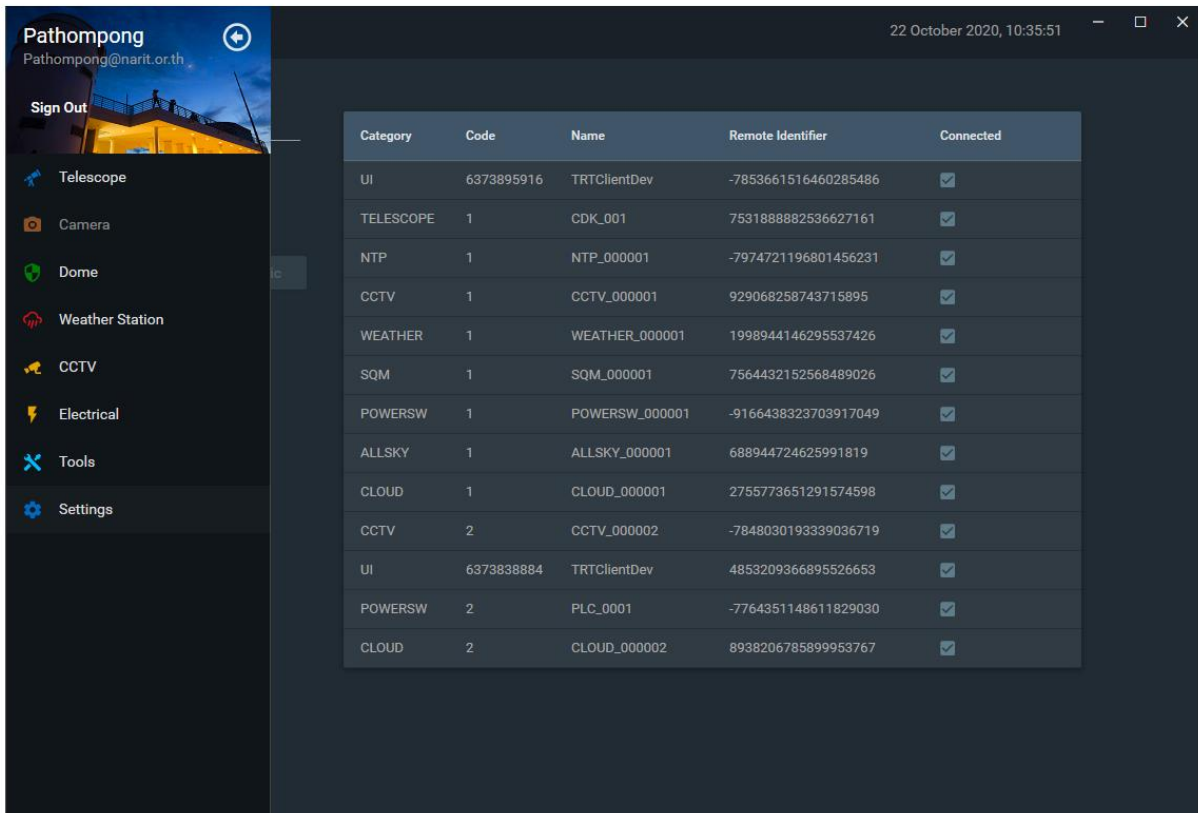 Pathompong
Pathompong@narit.or.th
Sign Out
22 October 2020, 10:35:51
Telescope
Camera
Dome
Weather Station
CCTV
Electrical
Tools
Settings
ic
Category Code Name Remote Identifier Connected
UI 6373895916 TRTClientDev -7853661516460285486
TELESCOPE 1 CDK_001 7531888882536627161
NTP 1 NTP_000001 -7974721196801456231
CCTV 1 CCTV_000001 929068258743715895
WEATHER 1 WEATHER_000001 1998944146295537426
SQM 1 SQM_000001 7564432152568489026
POWERSW 1 POWERSW_000001 -9166438323703917049
ALLSKY 1 ALLSKY_000001 688944724625991819
CLOUD 1 CLOUD_000001 2755773651291574598
CCTV 2 CCTV_000002 -7848030193339036719
UI 6373838884 TRTClientDev 4853209366895526653
POWERSW 2 PLC_0001 -7764351148611829030
CLOUD 2 CLOUD_000002 8938206785899953767